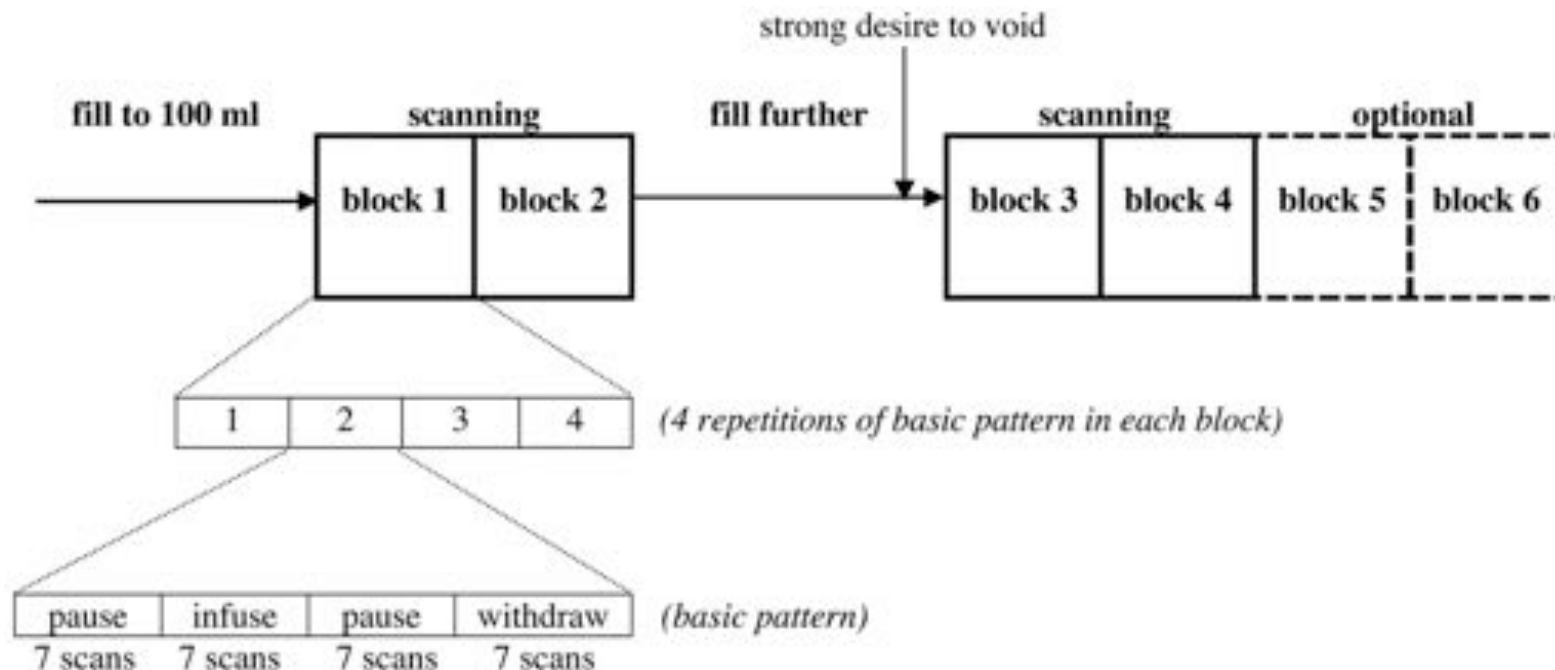 strong desire to void
fill to 100 ml scanning fill further scanning optional
block 1 block 2 block 3 block 4 block 5 block 6
1 2 3 4 (4 repetitions of basic pattern in each block)
pause infuse pause withdraw (basic pattern)
7 scans 7 scans 7 scans 7 scans